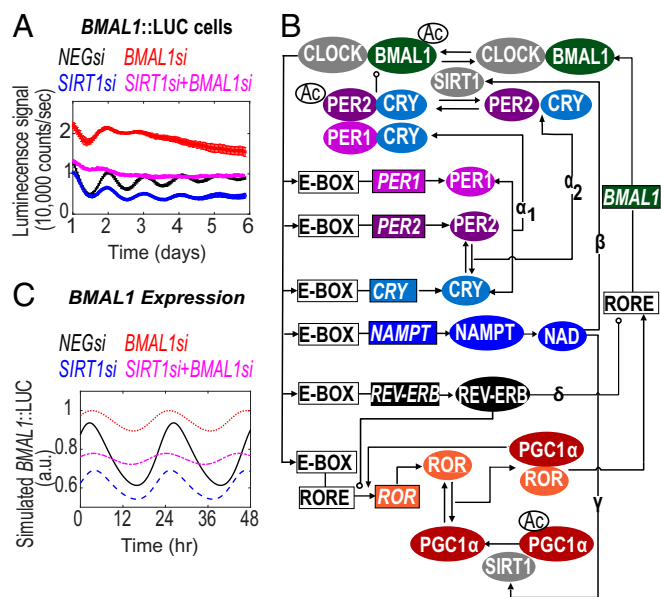 A
BMAL1::LUC cells
NEGsi BMAL1si
SIRT1si SIRT1si+BMAL1si
Luminecsence signal
(10,000 counts/sec)
2
1
0
1 2 3 4 5 6
Time (days)
C
BMAL1 Expression
NEGsi BMAL1si
SIRT1si SIRT1si+BMAL1si
Simulated BMAL1::LUC
(a.u.)
1
0.8
0.6
0 12 24 36 48
Time (hr)
B
Ac
CLOCK BMAL1 CLOCK BMAL1
SIRT1
Ac
PER2 CRY PER2 CRY
PER1 CRY
E-BOX PER1 PER1
α1
α2
β
BMAL1
E-BOX PER2 PER2
E-BOX CRY CRY
RORE
E-BOX NAMPT NAMPT NAD
E-BOX REV-ERB REV-ERB δ
E-BOX
RORE
ROR ROR
PGC1α
ROR
γ
Ac
PGC1α PGC1α
SIRT1